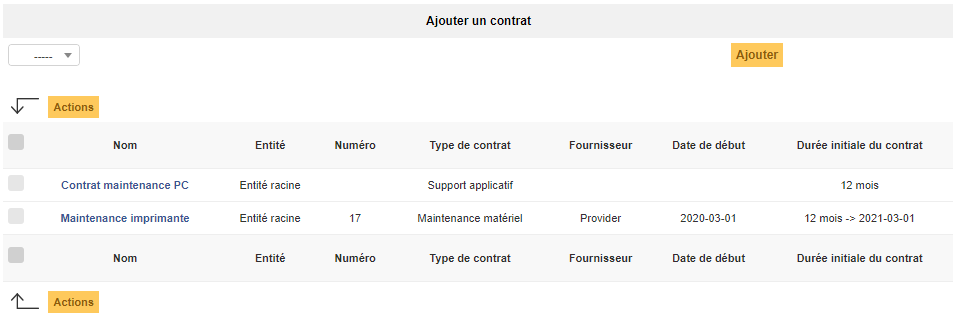 Ajouter un contrat
----- Ajouter
Actions
Nom Entité Numéro Type de contrat Fournisseur Date de début Durée initiale du contrat
Contrat maintenance PC Entité racine Support applicatif 12 mois
Maintenance imprimante Entité racine 17 Maintenance matériel Provider 2020-03-01 12 mois -> 2021-03-01
Nom Entité Numéro Type de contrat Fournisseur Date de début Durée initiale du contrat
Actions